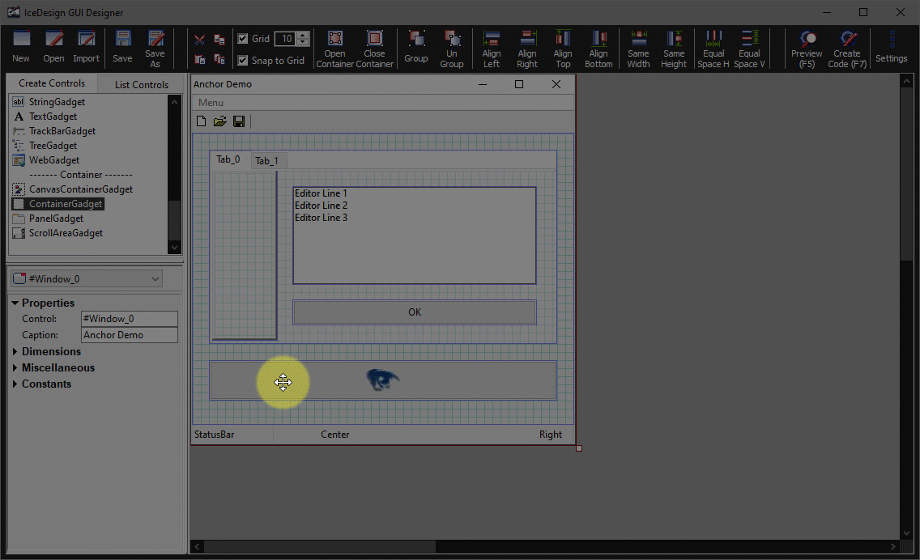 IceDesign GUI Designer
New Open Import Save Save As
Grid 10
Snap to Grid
Open Container Close Container Group Un Group Align Left Align Right Align Top Align Bottom Same Width Same Height Equal Space H Equal Space V Preview (F5) Create Code (F7) Settings
Create Controls List Controls
StringGadget
TextGadget
TrackBarGadget
TreeGadget
WebGadget
------- Container -------
CanvasContainerGadget
ContainerGadget
PanelGadget
ScrollAreaGadget
#Window_0
Properties
Control: #Window_0
Caption: Anchor Demo
Dimensions
Miscellaneous
Constants
Anchor Demo
Menu
Tab_0 Tab_1
Editor Line 1
Editor Line 2
Editor Line 3
OK
StatusBar Center Right